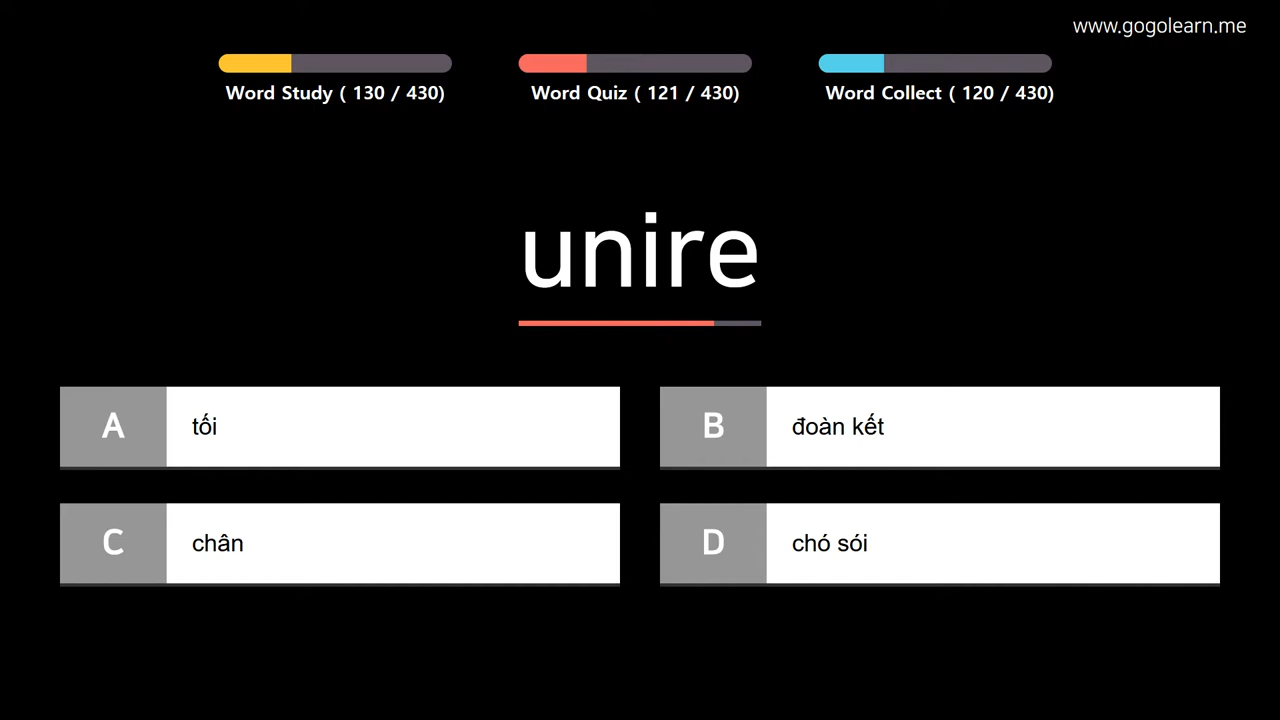 www.gogolearn.me
Word Study ( 130 / 430)
Word Quiz ( 121 / 430)
Word Collect ( 120 / 430)
unire
A tối
B đoàn kết
C chân
D chó sói